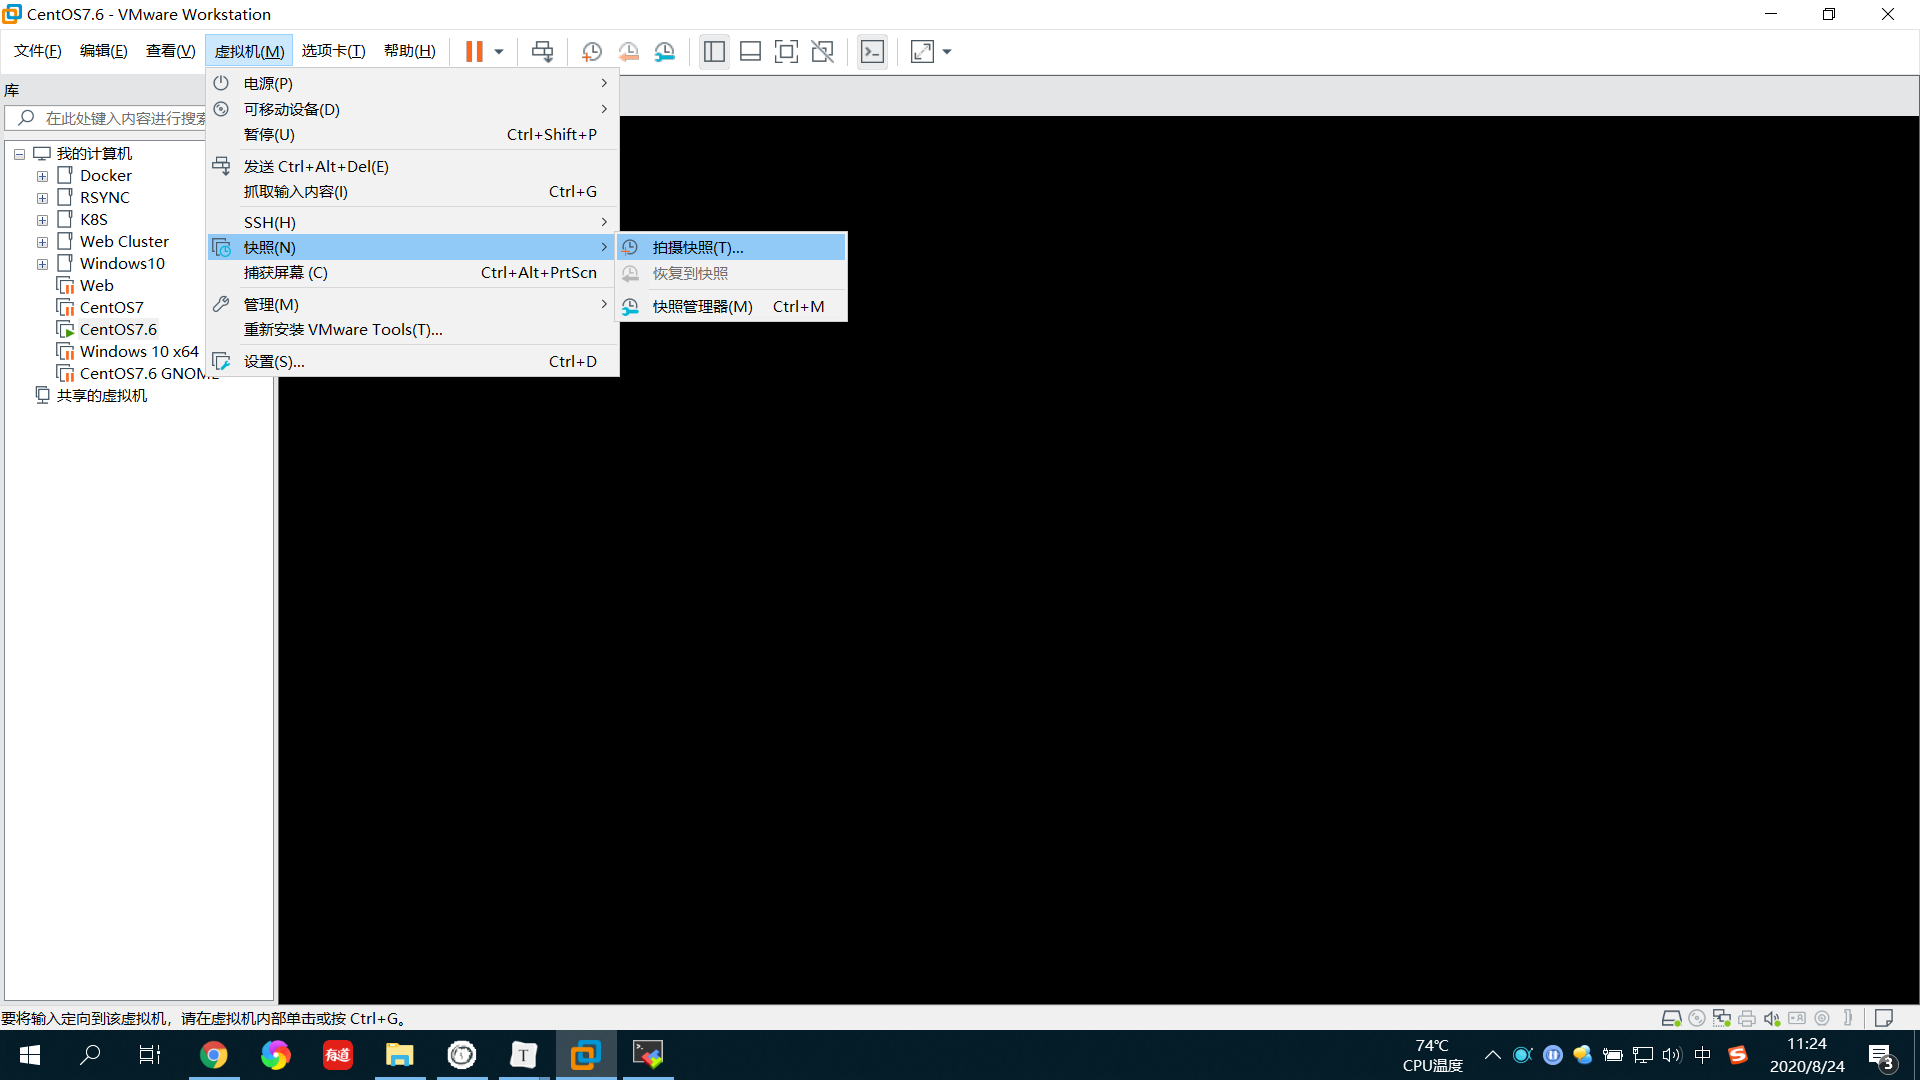 CentOS7.6 - VMware Workstation
文件(F) 编辑(E) 查看(V) 虚拟机(M) 选项卡(T) 帮助(H)
库
在此处键入内容进行搜索
我的计算机
Docker
RSYNC
K8S
Web Cluster
Windows10
Web
CentOS7
CentOS7.6
Windows 10 x64
CentOS7.6 GNOME
共享的虚拟机
电源(P)
可移动设备(D)
暂停(U) Ctrl+Shift+P
发送 Ctrl+Alt+Del(E)
抓取输入内容(I) Ctrl+G
SSH(H)
快照(N)
捕获屏幕 (C) Ctrl+Alt+PrtScn
管理(M)
重新安装 VMware Tools(T)...
设置(S)... Ctrl+D
拍摄快照(T)...
恢复到快照
快照管理器(M) Ctrl+M
要将输入定向到该虚拟机，请在虚拟机内部单击或按 Ctrl+G。
有道
T
74℃
CPU温度
中
S
11:24
2020/8/24
3